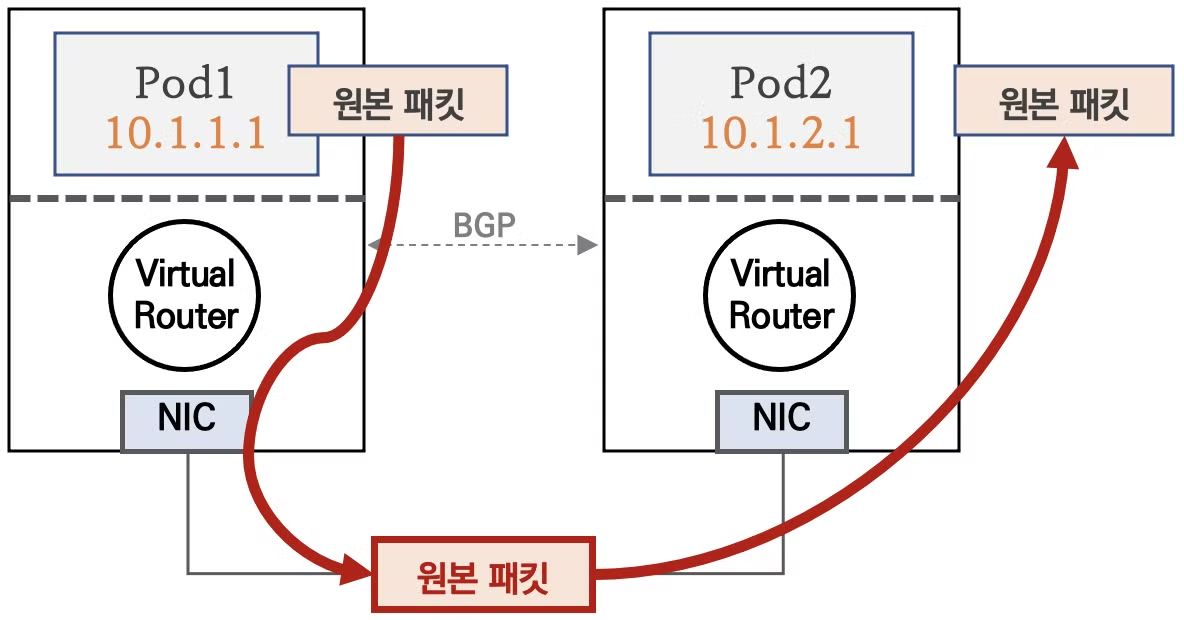 Pod1
10.1.1.1
원본 패킷
Virtual
Router
NIC
BGP
Pod2
10.1.2.1
원본 패킷
Virtual
Router
NIC
원본 패킷